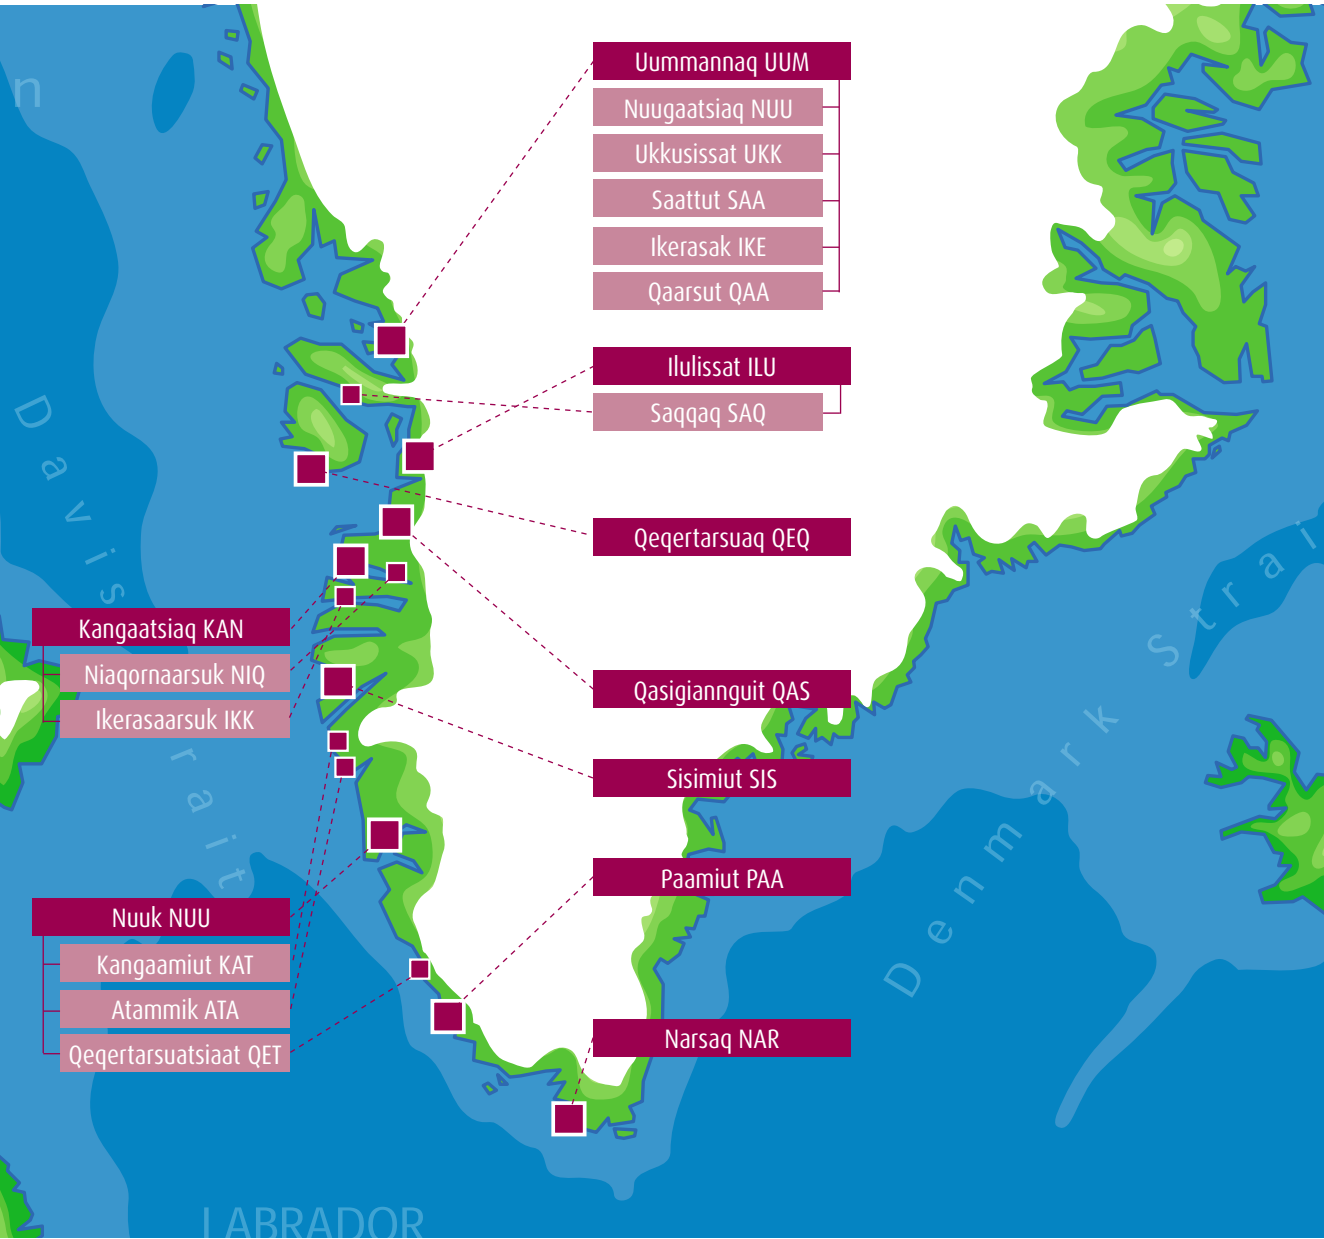 n
Uummannaq UUM
Nuugaatsiaq NUU
Ukkusissat UKK
Saattut SAA
Ikerasak IKE
Qaarsut QAA
Ilulissat ILU
Saqqaq SAQ
Qeqertarsuaq QEQ
Kangaatsiaq KAN
Niaqornaarsuk NIQ
Ikerasaarsuk IKK
Qasigiannguit QAS
Sisimiut SIS
Paamiut PAA
Nuuk NUU
Kangaamiut KAT
Atammik ATA
Qeqertarsuatsiaat QET
Narsaq NAR
Davis
rait
Denmark Strai
LABRADOR